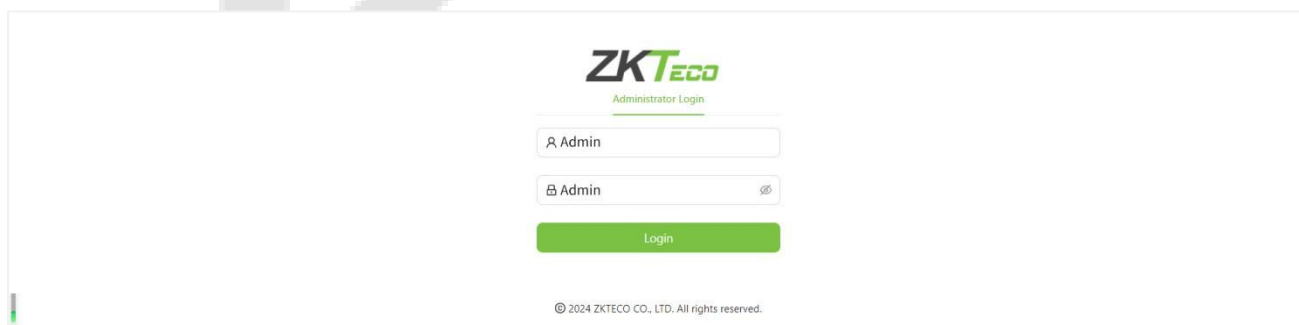 ZKTECO
Administrator Login
Admin
Admin
Login
© 2024 ZKTECO CO., LTD. All rights reserved.